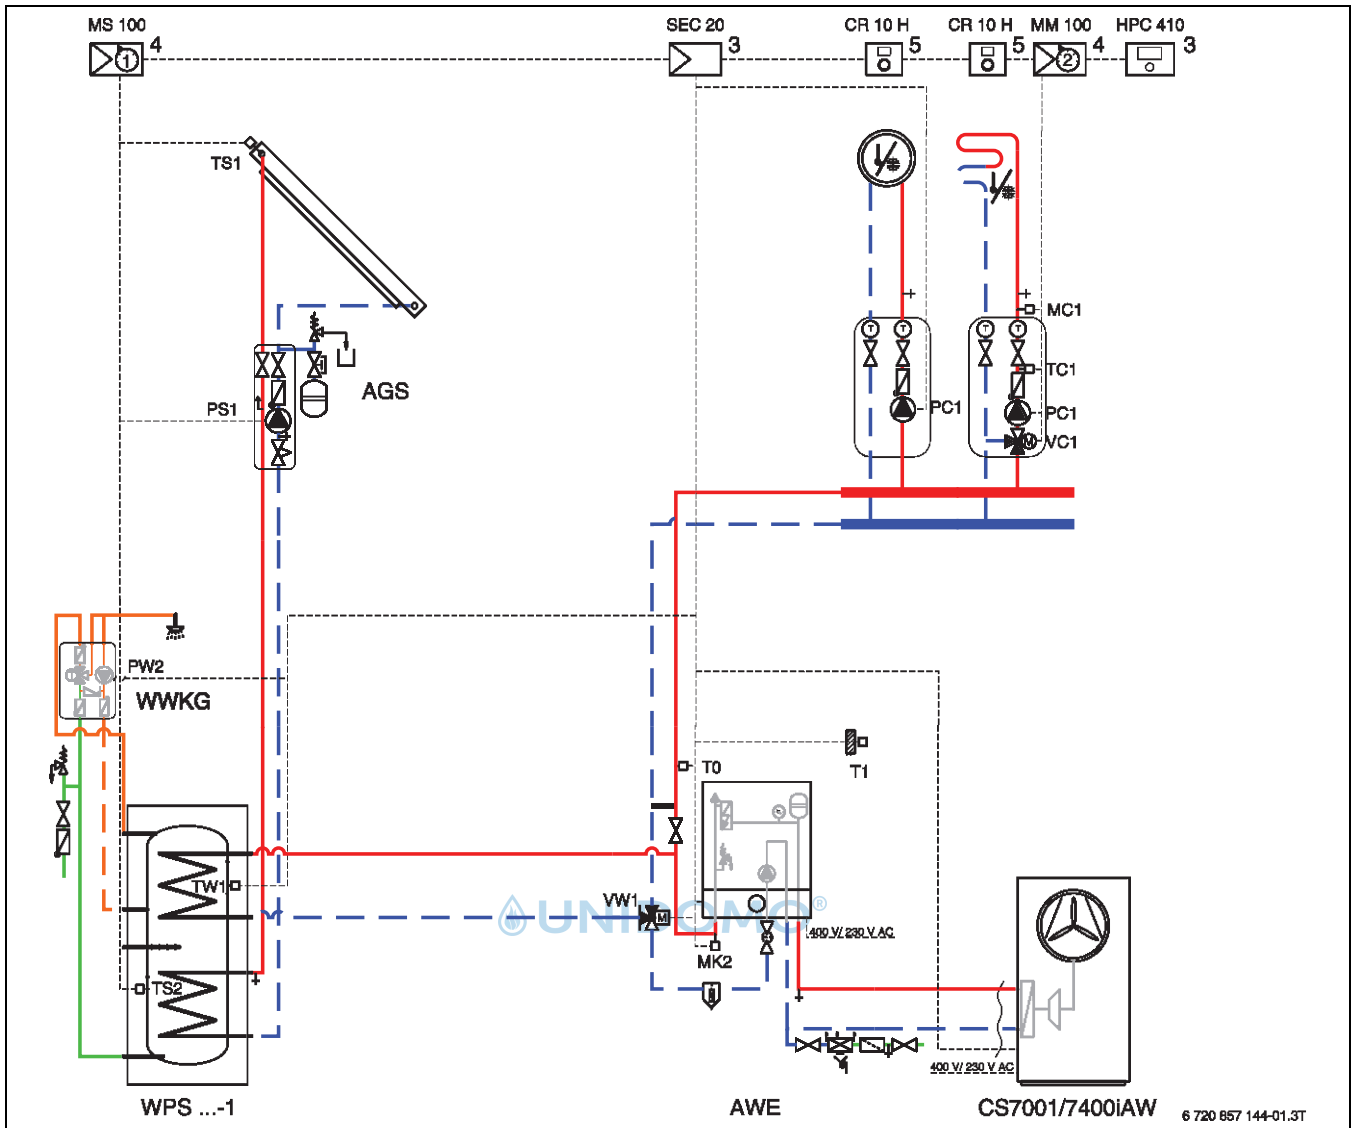 MS 100
SEC 20
CR 10 H
CR 10 H
MM 100
HPC 410
4
3
5
5
4
3
1
2
TS1
MC1
T
T
T
T
TC1
AGS
PS1
PC1
PC1
M
VC1
PW2
WWKG
T0
T1
TW1
VW1
M
UNIDOMO®
400 V/ 230 V AC
MK2
TS2
400 V/ 230 V AC
WPS ...-1
AWE
CS7001/7400iAW
6 720 857 144-01.3T